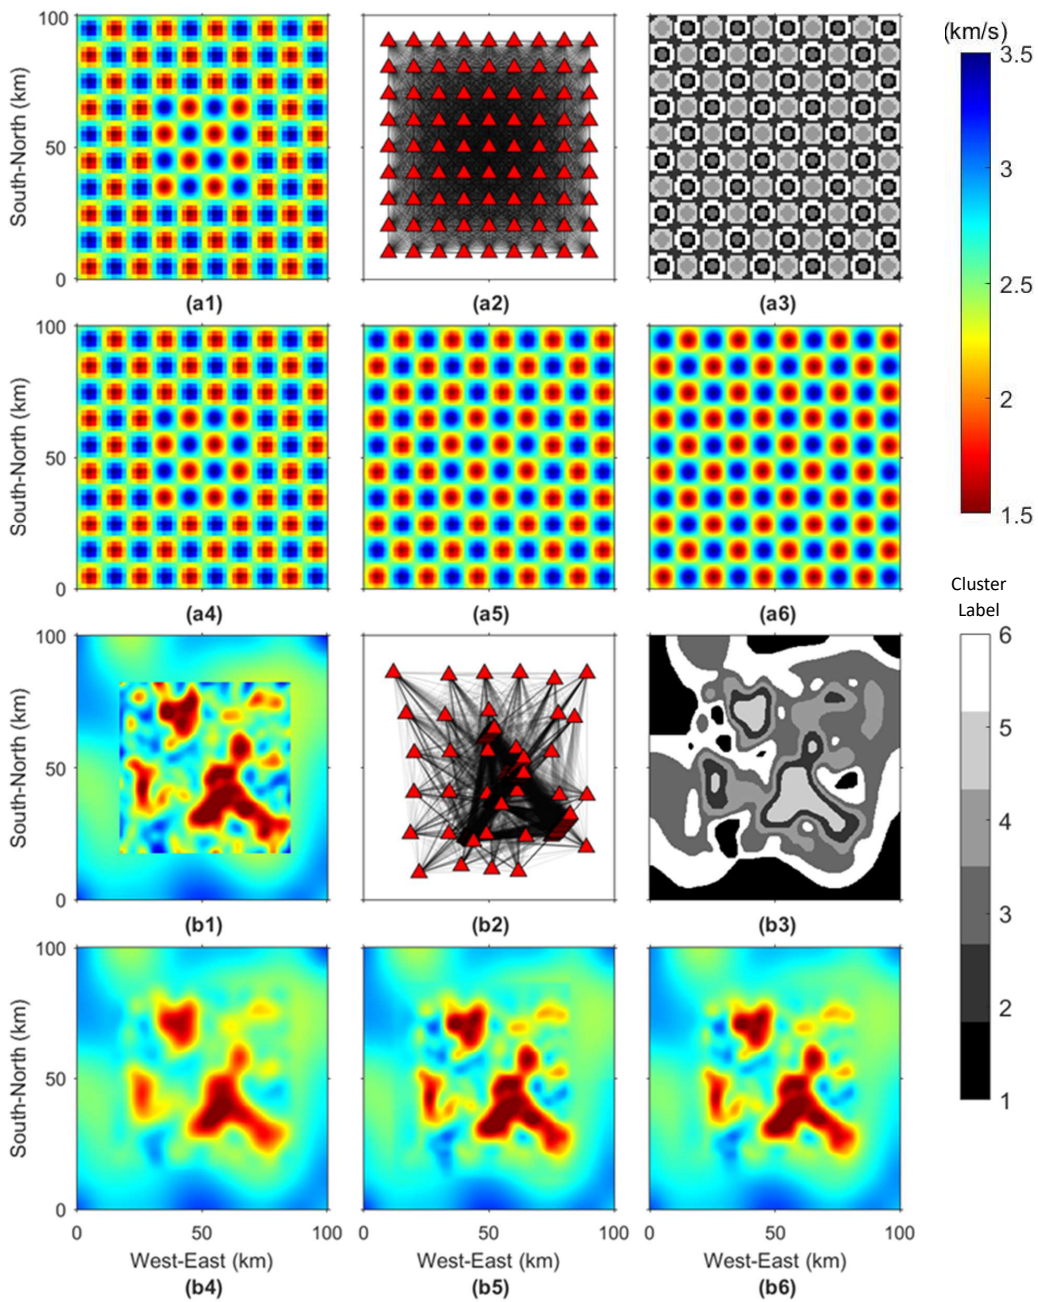 100
South-North (km)
50
0
(a1)
(a2)
(a3)
(km/s)
3.5
3
2.5
2
1.5
100
South-North (km)
50
0
(a4)
(a5)
(a6)
100
South-North (km)
50
0
(b1)
(b2)
(b3)
Cluster
Label
6
5
4
3
2
1
100
South-North (km)
50
0
0
50
100
West-East (km)
(b4)
0
50
100
West-East (km)
(b5)
0
50
100
West-East (km)
(b6)